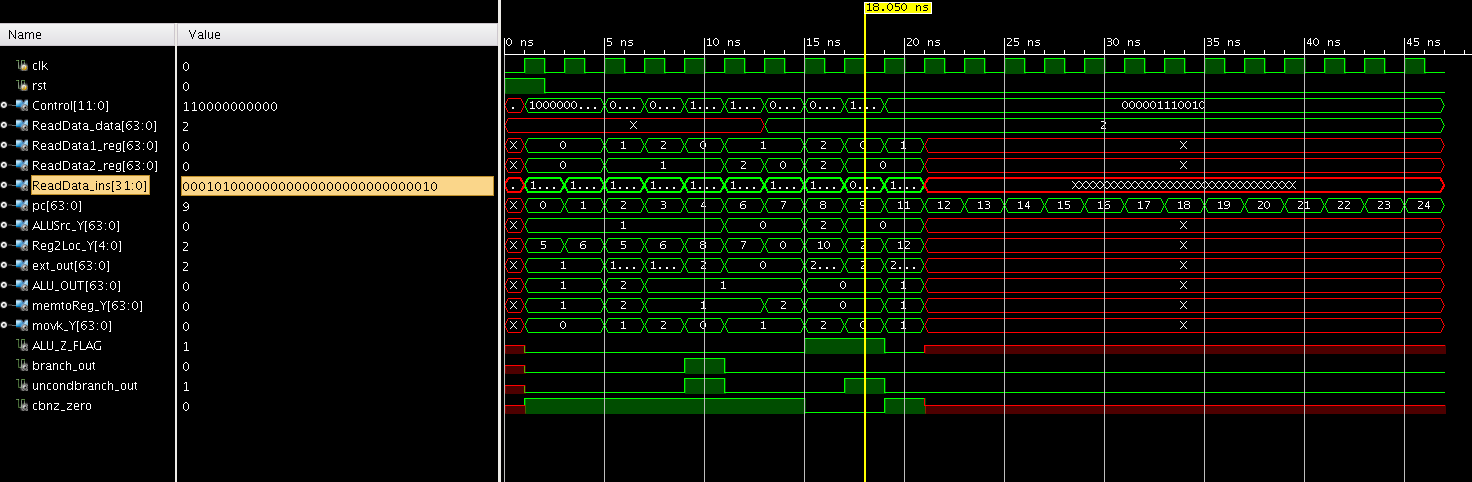 18.050 ns
Name Value
0 ns 5 ns 10 ns 15 ns 20 ns 25 ns 30 ns 35 ns 40 ns 45 ns
clk 0
rst 0
Control[11:0] 110000000000 . 1000000... 0... 0... 1... 1... 0... 0... 1... 000001110010
ReadData_data[63:0] 2 X 2
ReadData1_reg[63:0] 0 X 0 1 2 0 1 2 0 1 X
ReadData2_reg[63:0] 0 X 0 1 2 0 2 0 X
ReadData_ins[31:0] 00010100000000000000000000000010 . 1... 1... 1... 1... 1... 1... 1... 1... 0... 1... XXXXXXXXXXXXXXXXXXXXXXXXXXXXXXXX
pc[63:0] 9 X 0 1 2 3 4 6 7 8 9 11 12 13 14 15 16 17 18 19 20 21 22 23 24
ALUSrc_Y[63:0] 0 X 1 0 2 0 X
Reg2Loc_Y[4:0] 2 X 5 6 5 6 8 7 0 10 2 12 X
ext_out[63:0] 2 X 1 1... 1... 2 0 2... 2 2... X
ALU_OUT[63:0] 0 X 1 2 1 0 1 X
memtoReg_Y[63:0] 0 X 1 2 1 2 0 1 X
movk_Y[63:0] 0 X 0 1 2 0 1 2 0 1 X
ALU_Z_FLAG 1
branch_out 0
uncondbranch_out 1
cbnz_zero 0